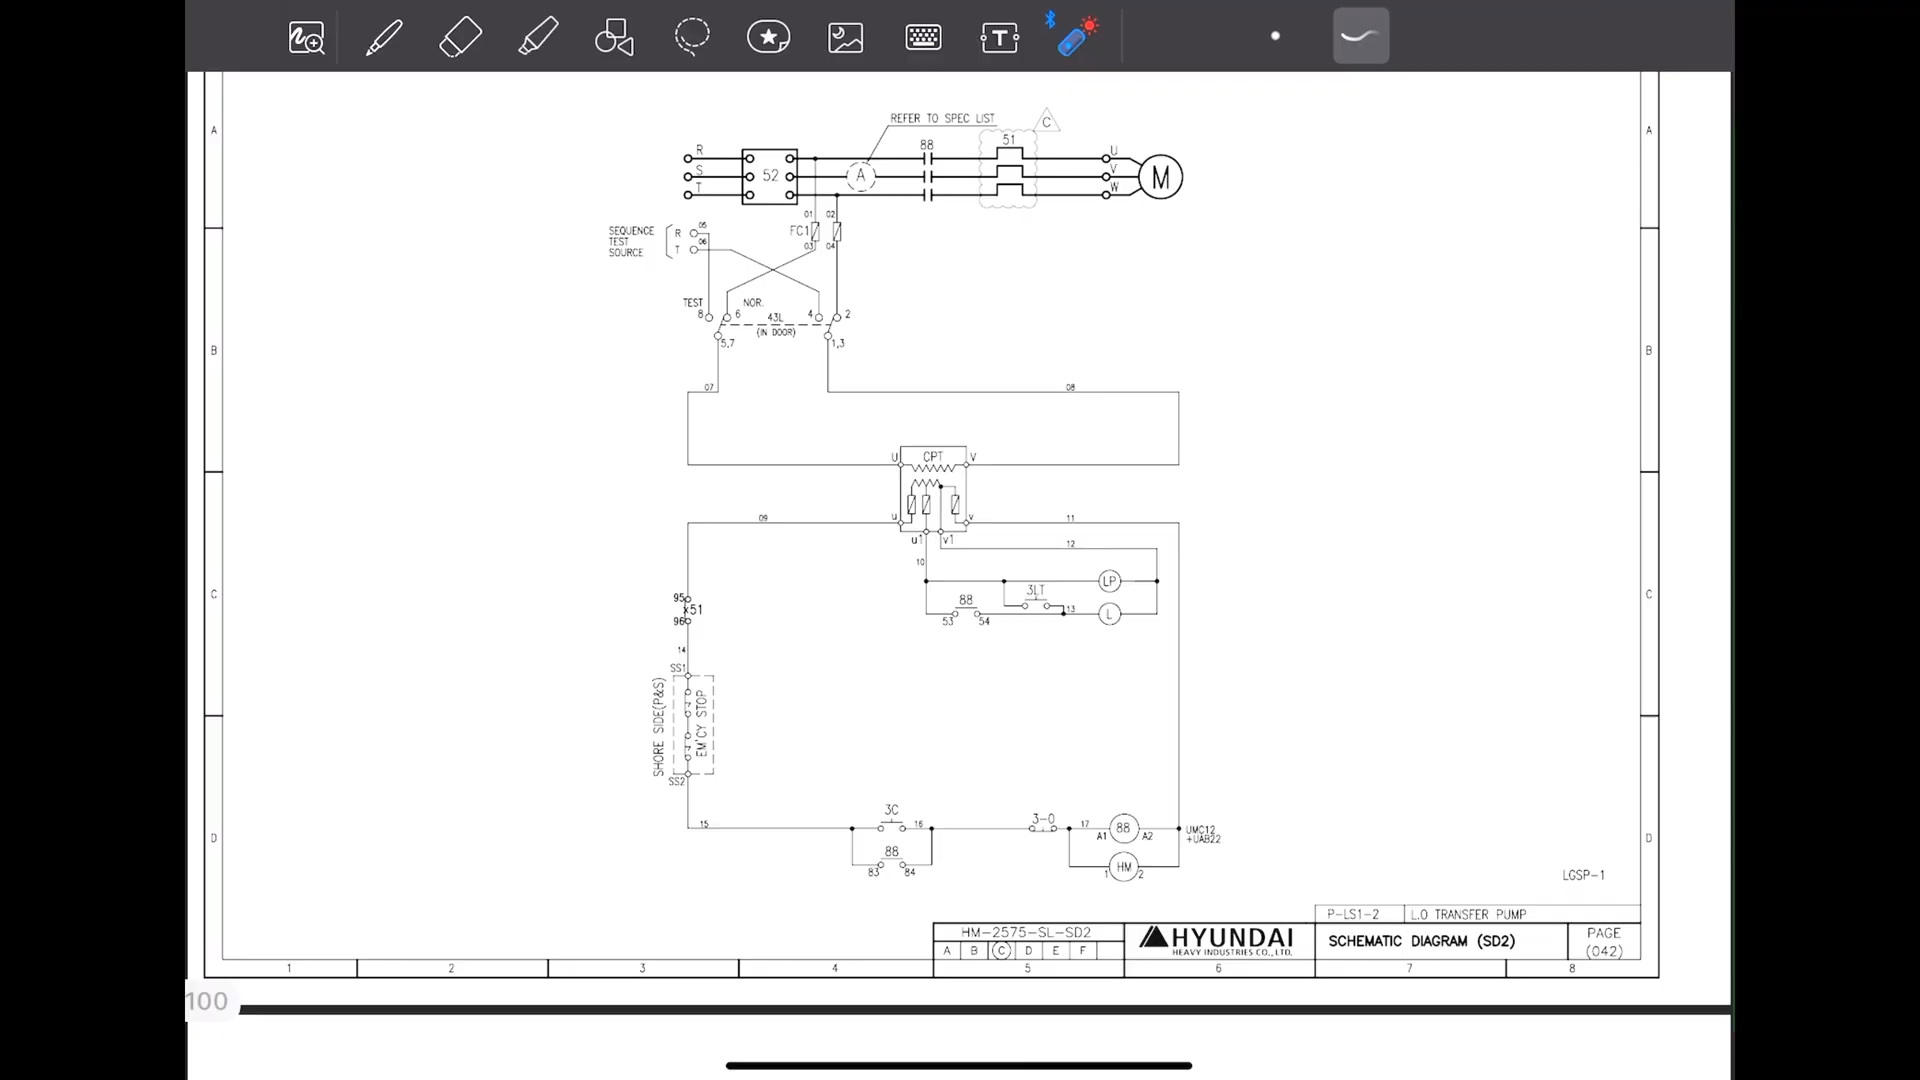 REFER TO SPEC LIST
C
A
A
R
88
51
U
S
52
A
V
M
T
W
01
02
SEQUENCE
TEST
SOURCE
R
05
T
06
FC1
03
04
TEST
NOR.
8
6
43L
4
2
(IN DOOR)
5,7
1,3
B
B
07
08
U
CPT
V
u
v
09
11
u1
v1
12
10
LP
3LT
C
C
88
13
L
53
54
95
x51
96
14
SS1
SHORE SIDE(P&S)
EM'CY STOP
SS2
15
3C
16
3-0
17
88
A1
A2
UMC12
+UAB22
D
D
88
83
84
1
HM
2
LGSP-1
P-LS1-2
L.O TRANSFER PUMP
HM-2575-SL-SD2
A B C D E F
HYUNDAI
HEAVY INDUSTRIES CO.,LTD.
SCHEMATIC DIAGRAM (SD2)
PAGE
(042)
1 2 3 4 5 6 7 8
100